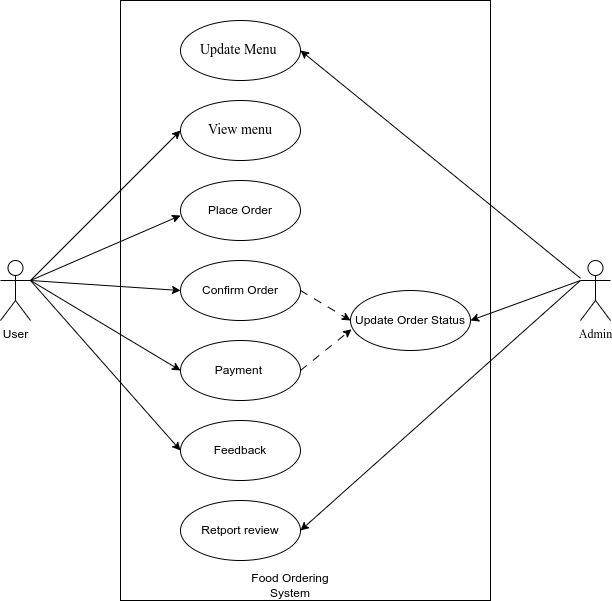 Update Menu
View menu
Place Order
Confirm Order
Update Order Status
User
Admin
Payment
Feedback
Retport review
Food Ordering
System